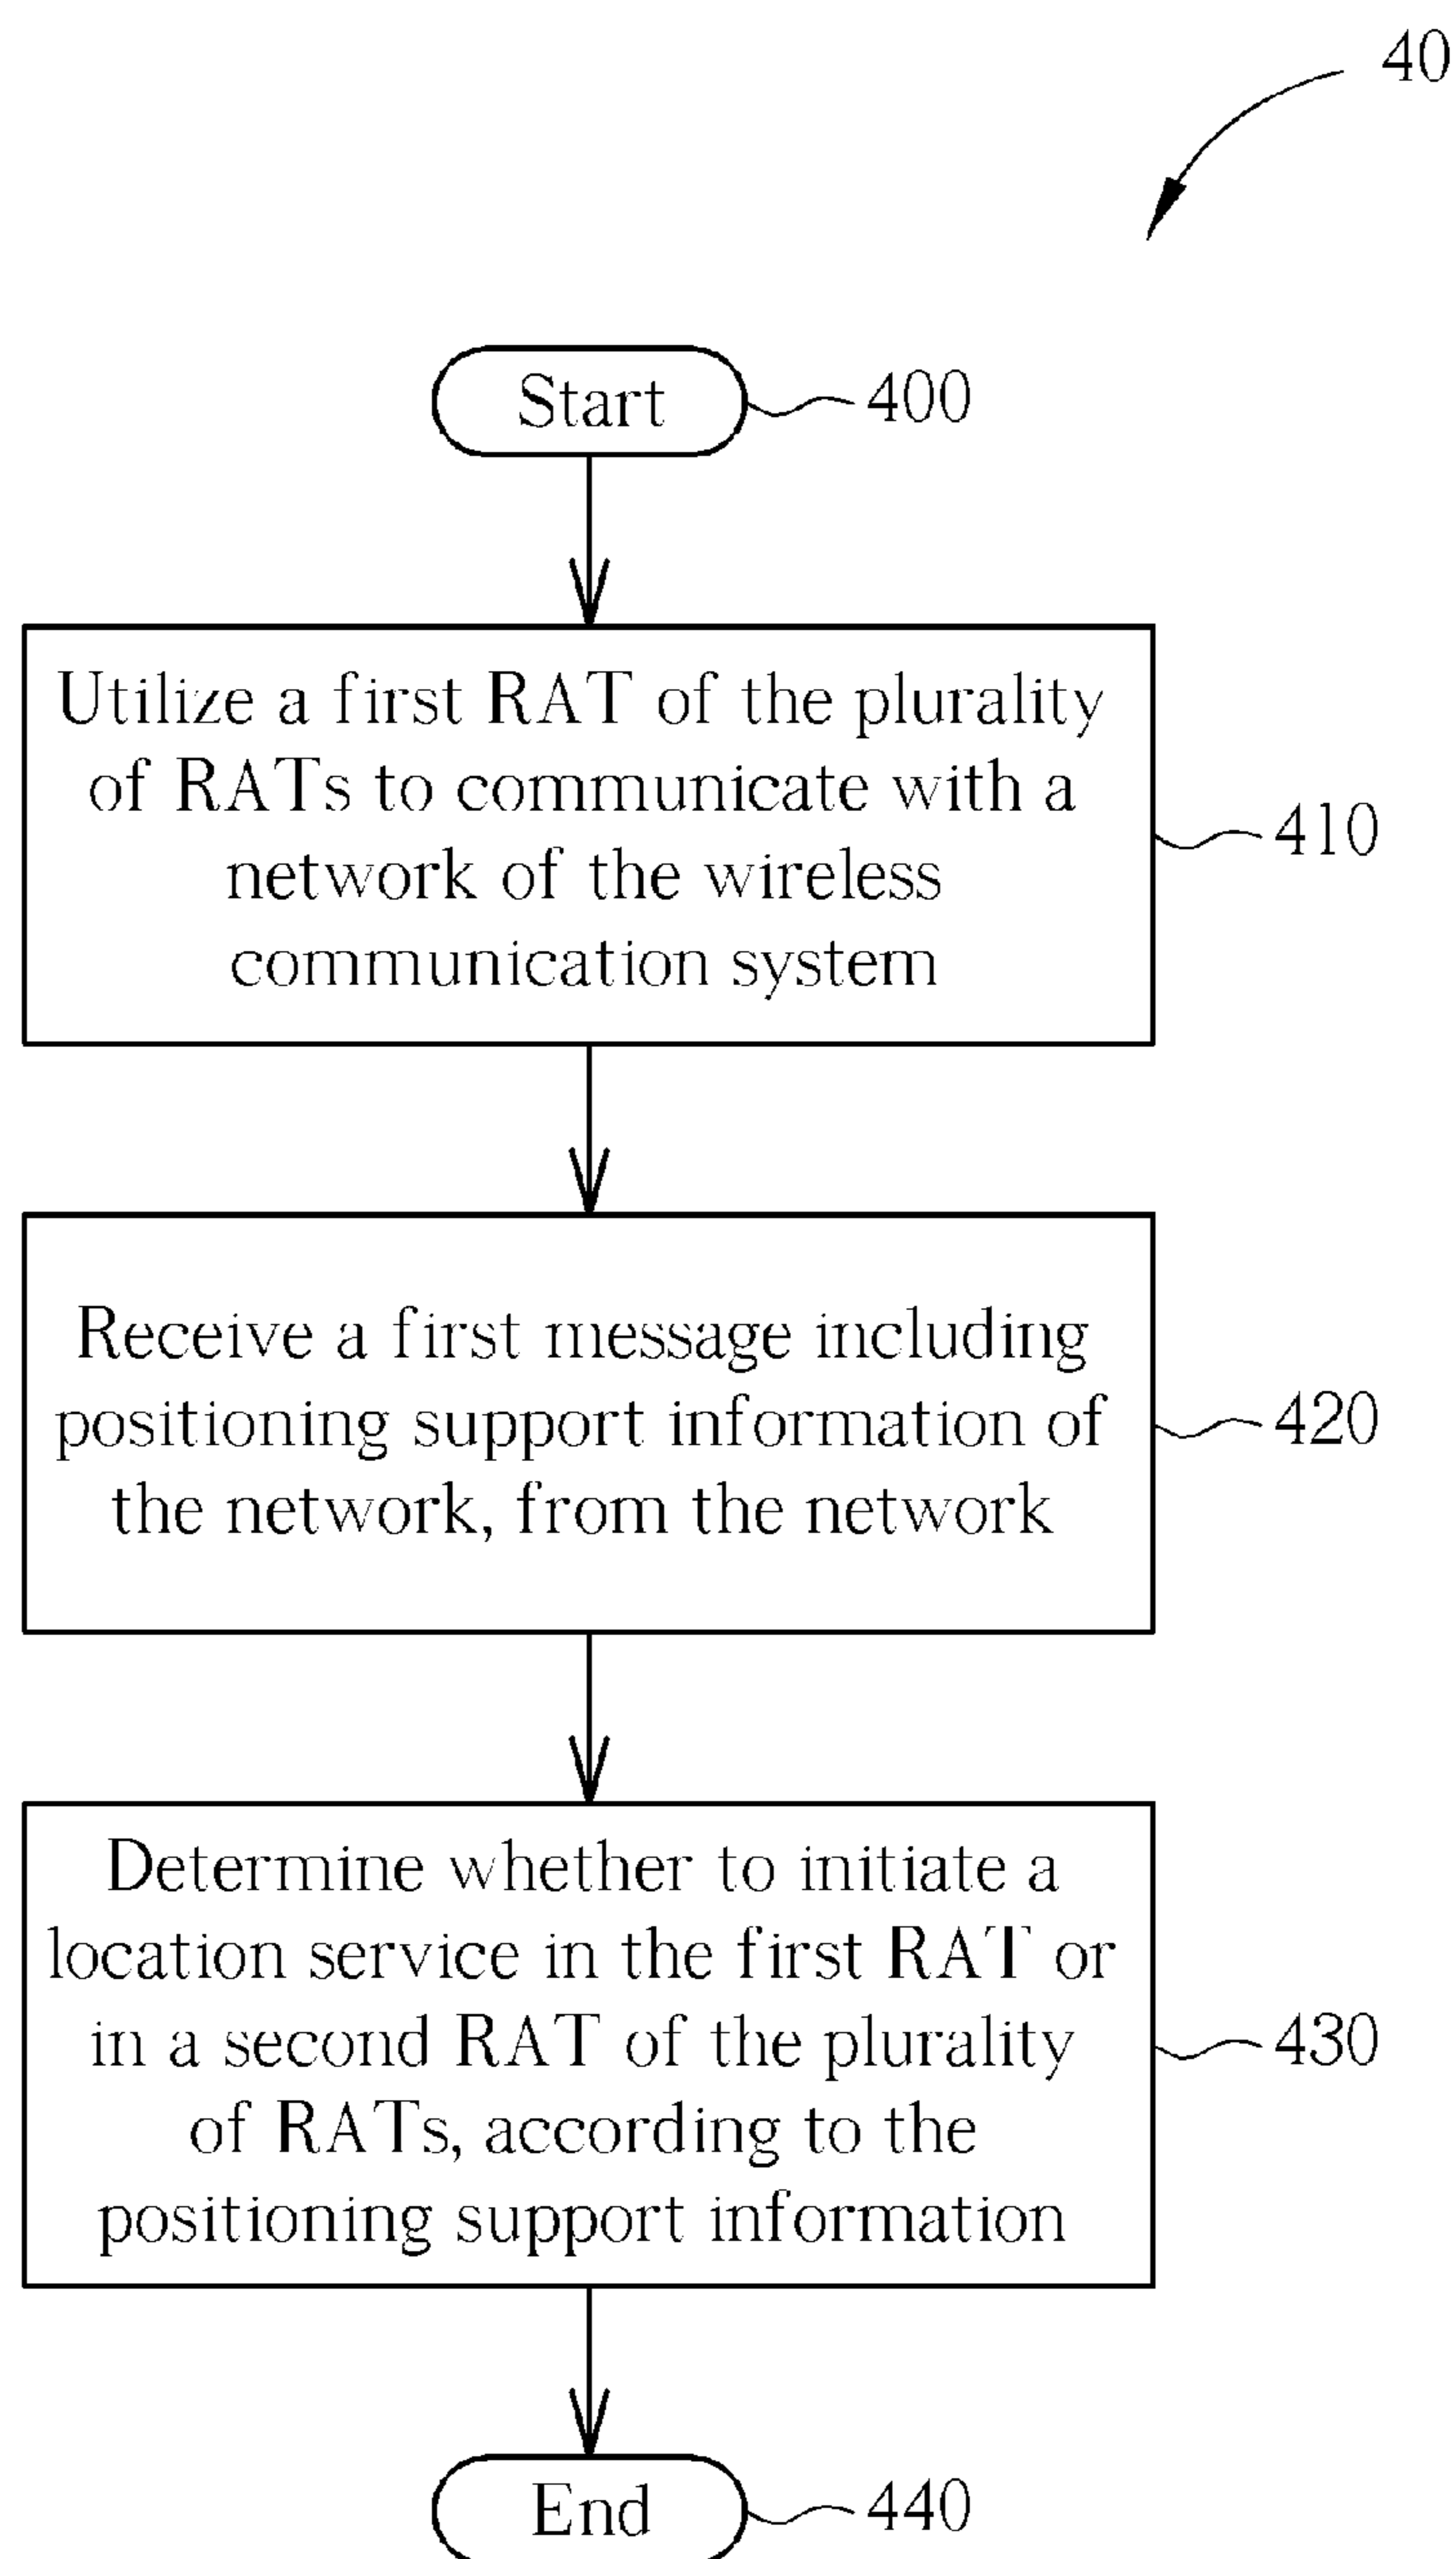 40
Start
400
Utilize a first RAT of the plurality
of RATs to communicate with a
network of the wireless
communication system
410
Receive a first message including
positioning support information of
the network, from the network
420
Determine whether to initiate a
location service in the first RAT or
in a second RAT of the plurality
of RATs, according to the
positioning support information
430
End
440